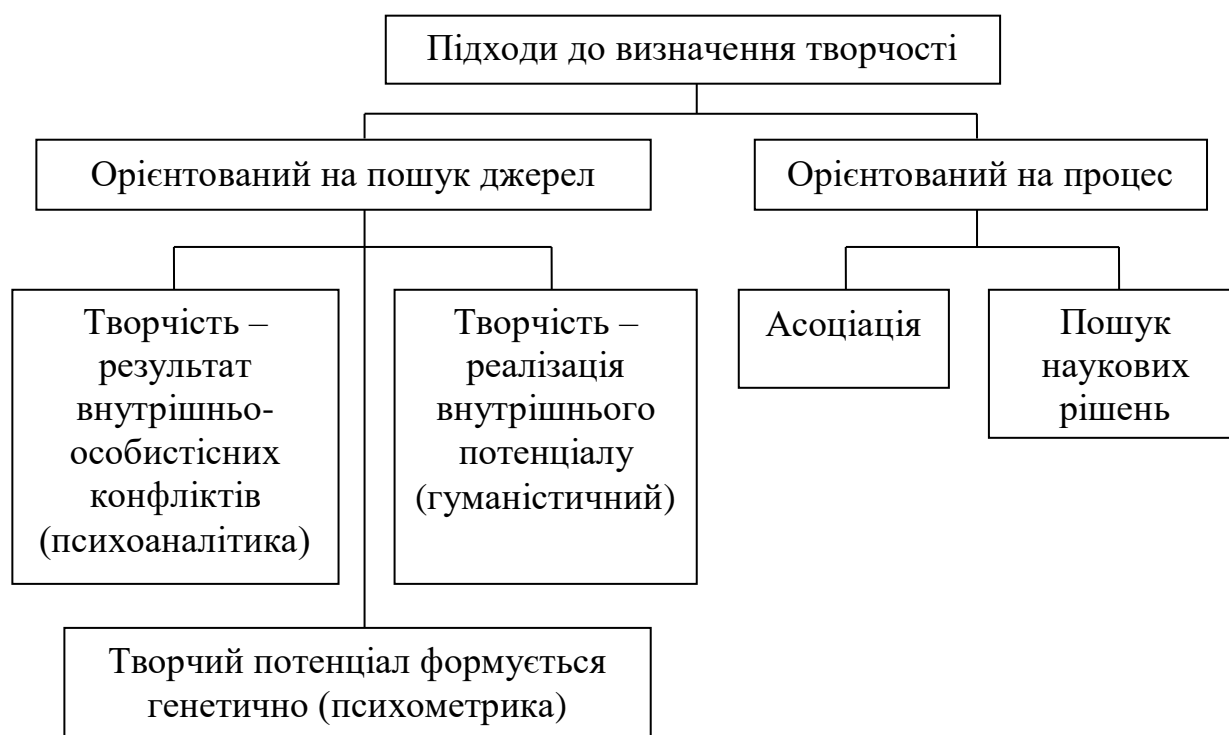 Підходи до визначення творчості
Орієнтований на пошук джерел
Орієнтований на процес
Творчість –
результат
внутрішньо-
особистісних
конфліктів
(психоаналітика)
Творчість –
реалізація
внутрішнього
потенціалу
(гуманістичний)
Асоціація
Пошук
наукових
рішень
Творчий потенціал формується
генетично (психометрика)